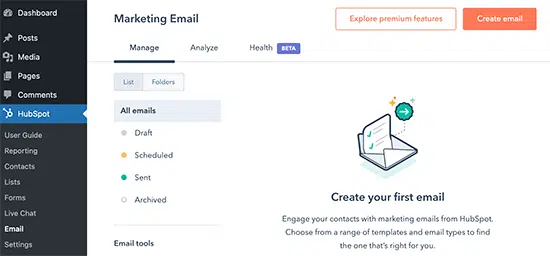 Dashboard
Posts
Media
Pages
Comments
HubSpot
User Guide
Reporting
Contacts
Lists
Forms
Live Chat
Email
Settings
Marketing Email
Explore premium features
Create email
Manage
Analyze
Health BETA
List
Folders
All emails
Draft
Scheduled
Sent
Archived
Email tools
Create your first email
Engage your contacts with marketing emails from HubSpot.
Choose from a range of templates and email types to find
the one that's right for you.